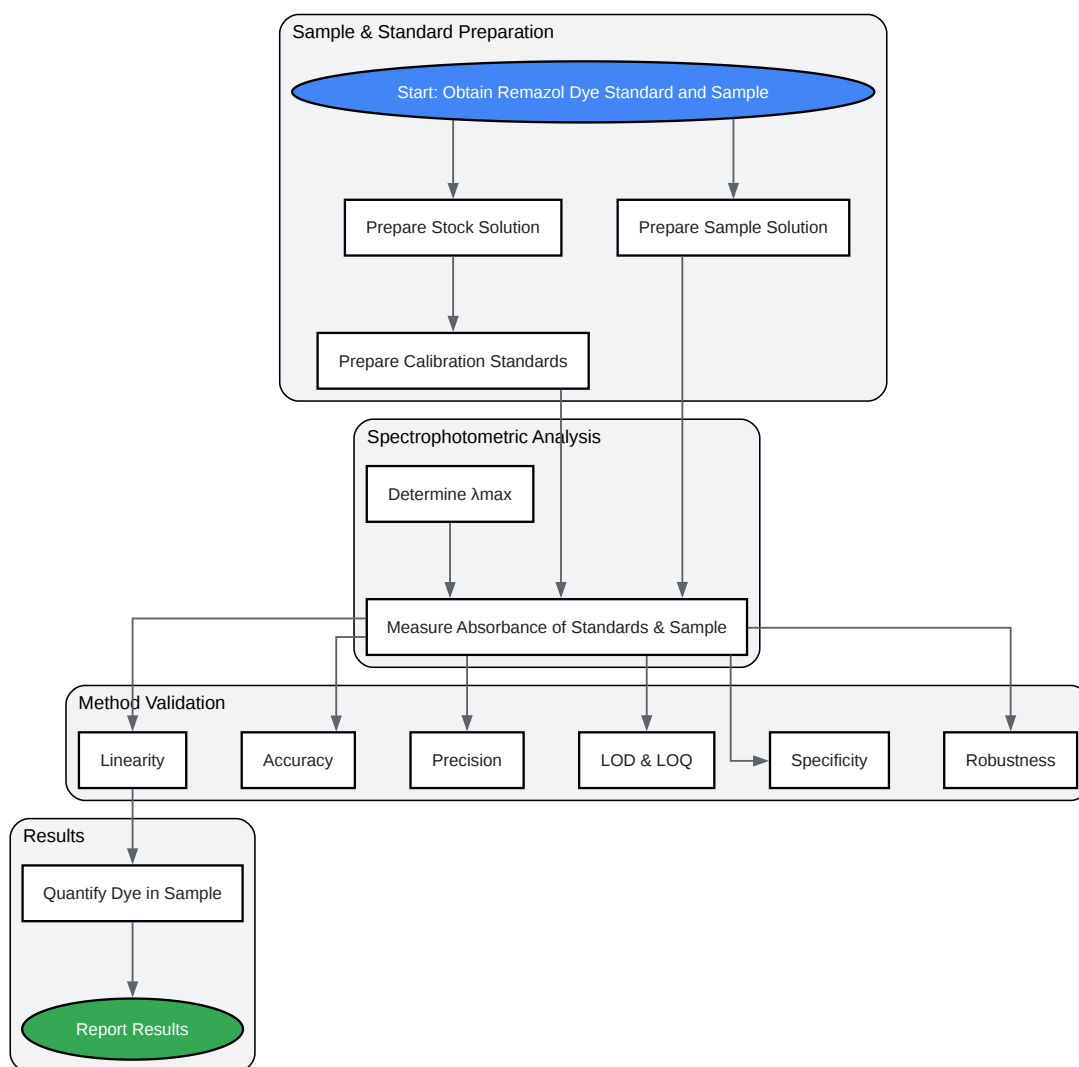 Sample & Standard Preparation
Start: Obtain Remazol Dye Standard and Sample
Prepare Stock Solution
Prepare Sample Solution
Prepare Calibration Standards
Spectrophotometric Analysis
Determine λmax
Measure Absorbance of Standards & Sample
Method Validation
Linearity
Accuracy
Precision
LOD & LOQ
Specificity
Robustness
Results
Quantify Dye in Sample
Report Results